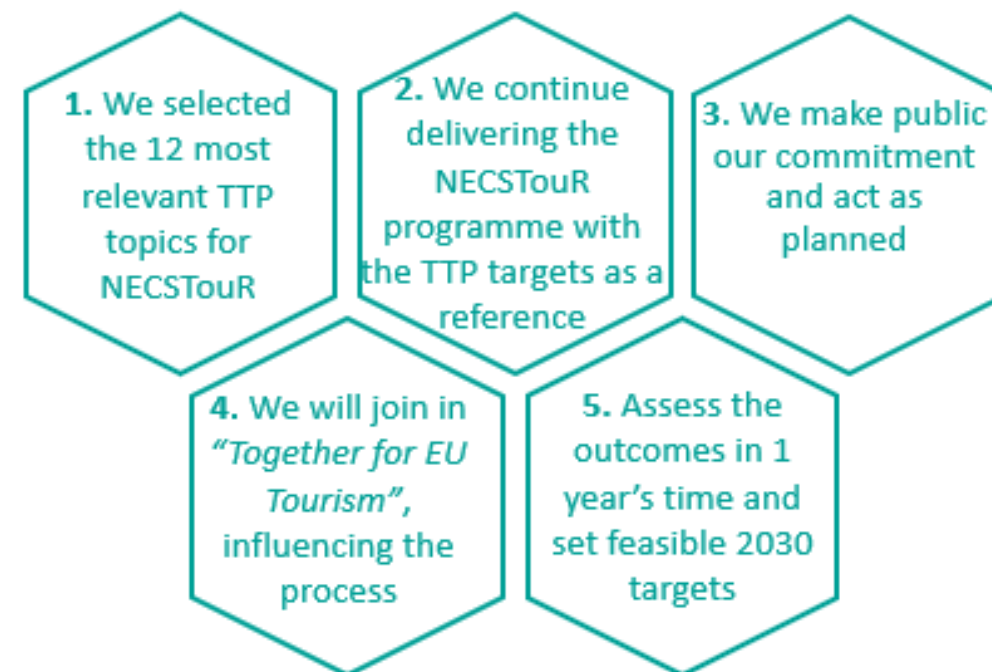 1. We selected
the 12 most
relevant TTP
topics for
NECSTouR
2. We continue
delivering the
NECSTouR
programme with
the TTP targets as a
reference
3. We make public
our commitment
and act as
planned
4. We will join in
“Together for EU
Tourism”,
influencing the
process
5. Assess the
outcomes in 1
year’s time and
set feasible 2030
targets